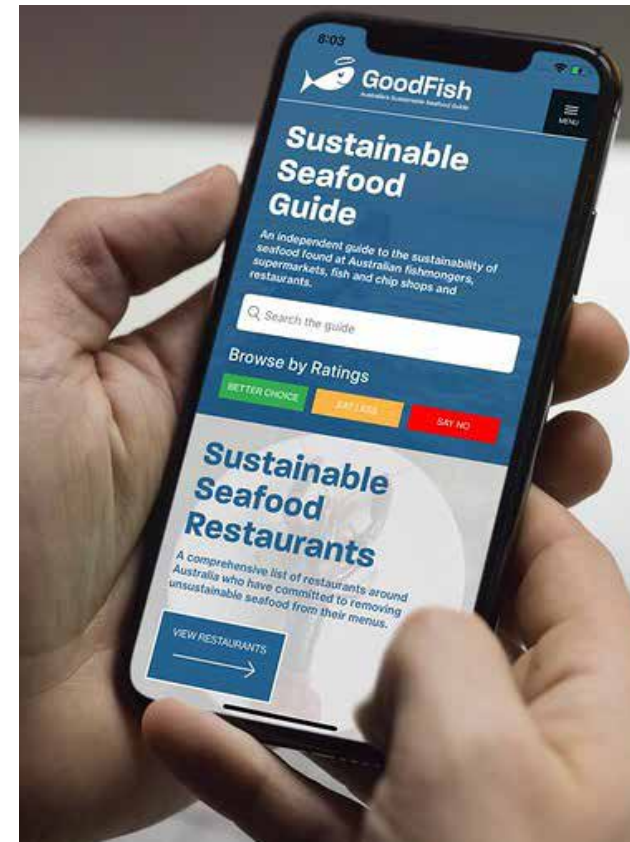 8:03
GoodFish
Australia's Sustainable Seafood Guide
MENU
Sustainable
Seafood
Guide
An independent guide to the sustainability of
seafood found at Australian fishmongers,
supermarkets, fish and chip shops and
restaurants.
Search the guide
Browse by Ratings
BETTER CHOICE
EAT LESS
SAY NO
Sustainable
Seafood
Restaurants
A comprehensive list of restaurants around
Australia who have committed to removing
unsustainable seafood from their menus.
VIEW RESTAURANTS